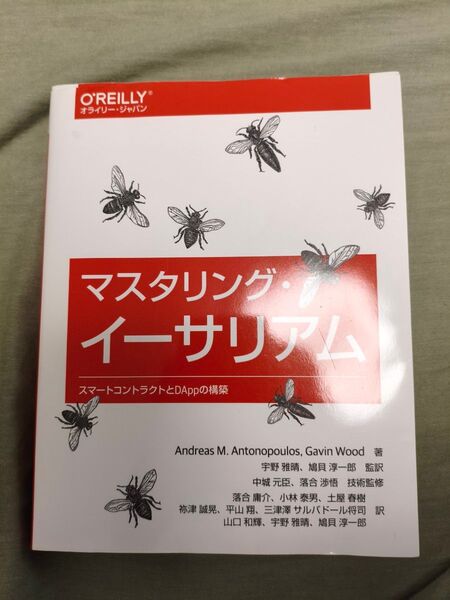 O'REILLY®
オライリー・ジャパン
マスタリング・
イーサリアム
スマートコントラクトとDAppの構築
Andreas M. Antonopoulos, Gavin Wood 著
宇野 雅晴、鳩貝 淳一郎 監訳
中城 元臣、落合 渉悟 技術監修
落合 庸介、小林 泰男、土屋 春樹
祢津 誠晃、平山 翔、三津澤 サルバドール将司 訳
山口 和輝、宇野 雅晴、鳩貝 淳一郎